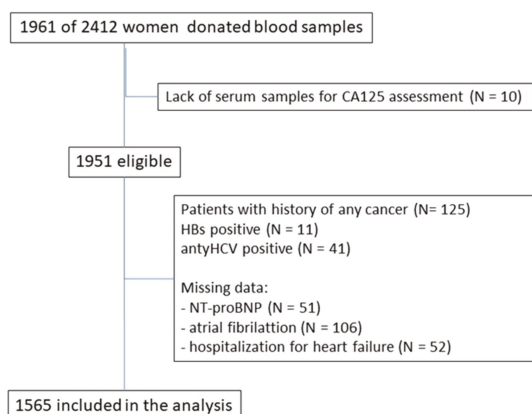 1961 of 2412 women donated blood samples
Lack of serum samples for CA125 assessment (N = 10)
1951 eligible
Patients with history of any cancer (N= 125)
HBs positive (N = 11)
antyHCV positive (N = 41)
Missing data:
- NT-proBNP (N = 51)
- atrial fibrilattion (N = 106)
- hospitalization for heart failure (N = 52)
1565 included in the analysis